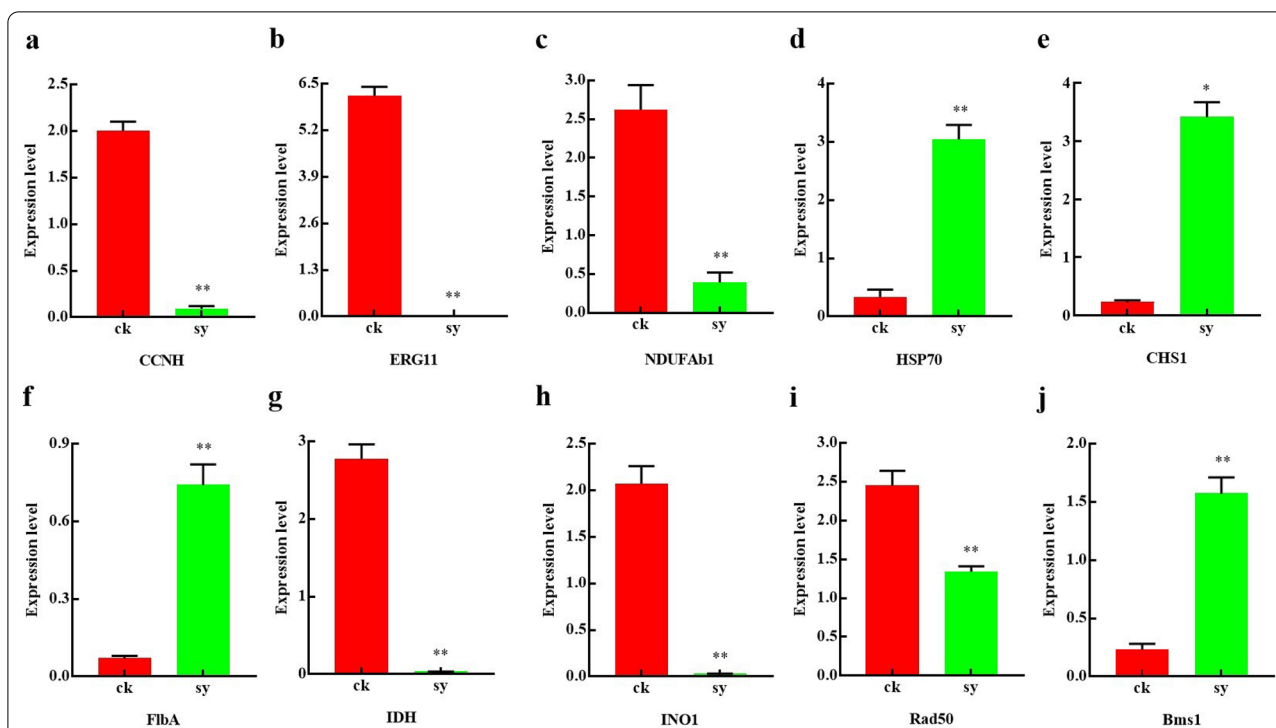 a
Expression level
2.5
2.0
1.5
1.0
0.5
0.0
**
ck sy
CCNH
b
Expression level
6.5
5.2
3.9
2.6
1.3
0.0
**
ck sy
ERG11
c
Expression level
3.0
2.5
2.0
1.5
1.0
0.5
0.0
**
ck sy
NDUFAb1
d
Expression level
4
3
2
1
0
**
ck sy
HSP70
e
Expression level
4
3
2
1
0
*
ck sy
CHS1
f
Expression level
0.9
0.6
0.3
0.0
**
ck sy
FlbA
g
Expression level
3
2
1
0
**
ck sy
IDH
h
Expression level
2.5
2.0
1.5
1.0
0.5
0.0
**
ck sy
INO1
i
Expression level
3.0
2.5
2.0
1.5
1.0
0.5
0.0
**
ck sy
Rad50
j
Expression level
2.0
1.5
1.0
0.5
0.0
**
ck sy
Bms1